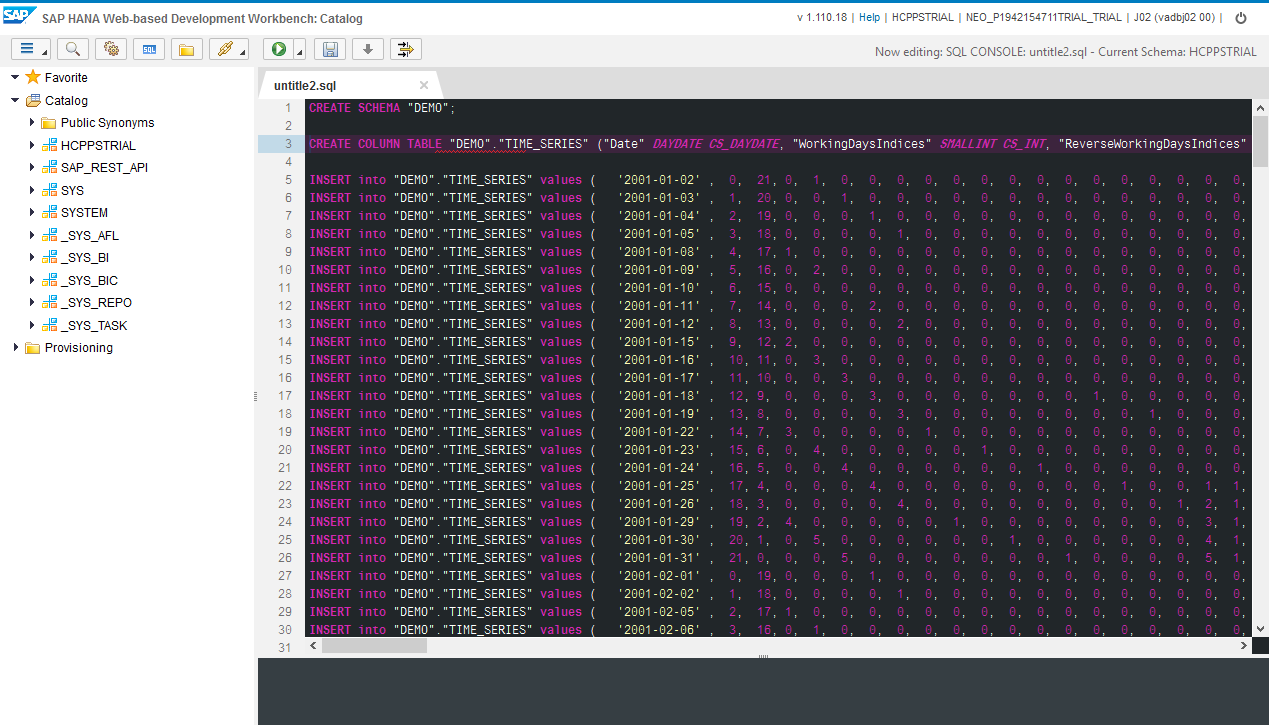 SAP
SAP HANA Web-based Development Workbench: Catalog
v 1.110.18 | Help | HCPPSTRIAL | NEO_P1942154711TRIAL_TRIAL | J02 (vadbj02 00) |
SQL
Now editing: SQL CONSOLE: untitle2.sql - Current Schema: HCPPSTRIAL
Favorite
Catalog
Public Synonyms
HCPPSTRIAL
SAP_REST_API
SYS
SYSTEM
_SYS_AFL
_SYS_BI
_SYS_BIC
_SYS_REPO
_SYS_TASK
Provisioning
untitle2.sql
1 CREATE SCHEMA "DEMO";
2
3 CREATE COLUMN TABLE "DEMO"."TIME_SERIES" ("Date" DAYDATE CS_DAYDATE, "WorkingDaysIndices" SMALLINT CS_INT, "ReverseWorkingDaysIndices"
4
5 INSERT into "DEMO"."TIME_SERIES" values ( '2001-01-02' , 0, 21, 0, 1, 0, 0, 0, 0, 0, 0, 0, 0, 0, 0, 0, 0, 0, 0, 0,
6 INSERT into "DEMO"."TIME_SERIES" values ( '2001-01-03' , 1, 20, 0, 0, 1, 0, 0, 0, 0, 0, 0, 0, 0, 0, 0, 0, 0, 0, 0,
7 INSERT into "DEMO"."TIME_SERIES" values ( '2001-01-04' , 2, 19, 0, 0, 0, 1, 0, 0, 0, 0, 0, 0, 0, 0, 0, 0, 0, 0, 0,
8 INSERT into "DEMO"."TIME_SERIES" values ( '2001-01-05' , 3, 18, 0, 0, 0, 0, 1, 0, 0, 0, 0, 0, 0, 0, 0, 0, 0, 0, 0,
9 INSERT into "DEMO"."TIME_SERIES" values ( '2001-01-08' , 4, 17, 1, 0, 0, 0, 0, 0, 0, 0, 0, 0, 0, 0, 0, 0, 0, 0, 0,
10 INSERT into "DEMO"."TIME_SERIES" values ( '2001-01-09' , 5, 16, 0, 2, 0, 0, 0, 0, 0, 0, 0, 0, 0, 0, 0, 0, 0, 0, 0,
11 INSERT into "DEMO"."TIME_SERIES" values ( '2001-01-10' , 6, 15, 0, 0, 0, 0, 0, 0, 0, 0, 0, 0, 0, 0, 0, 0, 0, 0, 0,
12 INSERT into "DEMO"."TIME_SERIES" values ( '2001-01-11' , 7, 14, 0, 0, 0, 2, 0, 0, 0, 0, 0, 0, 0, 0, 0, 0, 0, 0, 0,
13 INSERT into "DEMO"."TIME_SERIES" values ( '2001-01-12' , 8, 13, 0, 0, 0, 0, 2, 0, 0, 0, 0, 0, 0, 0, 0, 0, 0, 0, 0,
14 INSERT into "DEMO"."TIME_SERIES" values ( '2001-01-15' , 9, 12, 2, 0, 0, 0, 0, 0, 0, 0, 0, 0, 0, 0, 0, 0, 0, 0, 0,
15 INSERT into "DEMO"."TIME_SERIES" values ( '2001-01-16' , 10, 11, 0, 3, 0, 0, 0, 0, 0, 0, 0, 0, 0, 0, 0, 0, 0, 0, 0,
16 INSERT into "DEMO"."TIME_SERIES" values ( '2001-01-17' , 11, 10, 0, 0, 3, 0, 0, 0, 0, 0, 0, 0, 0, 0, 0, 0, 0, 0, 0,
17 INSERT into "DEMO"."TIME_SERIES" values ( '2001-01-18' , 12, 9, 0, 0, 0, 3, 0, 0, 0, 0, 0, 0, 0, 1, 0, 0, 0, 0, 0,
18 INSERT into "DEMO"."TIME_SERIES" values ( '2001-01-19' , 13, 8, 0, 0, 0, 0, 3, 0, 0, 0, 0, 0, 0, 0, 0, 1, 0, 0, 0,
19 INSERT into "DEMO"."TIME_SERIES" values ( '2001-01-22' , 14, 7, 3, 0, 0, 0, 0, 1, 0, 0, 0, 0, 0, 0, 0, 0, 0, 0, 0,
20 INSERT into "DEMO"."TIME_SERIES" values ( '2001-01-23' , 15, 6, 0, 4, 0, 0, 0, 0, 0, 1, 0, 0, 0, 0, 0, 0, 0, 0, 0,
21 INSERT into "DEMO"."TIME_SERIES" values ( '2001-01-24' , 16, 5, 0, 0, 4, 0, 0, 0, 0, 0, 0, 1, 0, 0, 0, 0, 0, 0, 0,
22 INSERT into "DEMO"."TIME_SERIES" values ( '2001-01-25' , 17, 4, 0, 0, 0, 4, 0, 0, 0, 0, 0, 0, 0, 0, 1, 0, 0, 1, 1,
23 INSERT into "DEMO"."TIME_SERIES" values ( '2001-01-26' , 18, 3, 0, 0, 0, 0, 4, 0, 0, 0, 0, 0, 0, 0, 0, 0, 1, 2, 1,
24 INSERT into "DEMO"."TIME_SERIES" values ( '2001-01-29' , 19, 2, 4, 0, 0, 0, 0, 0, 1, 0, 0, 0, 0, 0, 0, 0, 0, 3, 1,
25 INSERT into "DEMO"."TIME_SERIES" values ( '2001-01-30' , 20, 1, 0, 5, 0, 0, 0, 0, 0, 0, 1, 0, 0, 0, 0, 0, 0, 4, 1,
26 INSERT into "DEMO"."TIME_SERIES" values ( '2001-01-31' , 21, 0, 0, 0, 5, 0, 0, 0, 0, 0, 0, 0, 1, 0, 0, 0, 0, 5, 1,
27 INSERT into "DEMO"."TIME_SERIES" values ( '2001-02-01' , 0, 19, 0, 0, 0, 1, 0, 0, 0, 0, 0, 0, 0, 0, 0, 0, 0, 0, 0,
28 INSERT into "DEMO"."TIME_SERIES" values ( '2001-02-02' , 1, 18, 0, 0, 0, 0, 1, 0, 0, 0, 0, 0, 0, 0, 0, 0, 0, 0, 0,
29 INSERT into "DEMO"."TIME_SERIES" values ( '2001-02-05' , 2, 17, 1, 0, 0, 0, 0, 0, 0, 0, 0, 0, 0, 0, 0, 0, 0, 0, 0,
30 INSERT into "DEMO"."TIME_SERIES" values ( '2001-02-06' , 3, 16, 0, 1, 0, 0, 0, 0, 0, 0, 0, 0, 0, 0, 0, 0, 0, 0, 0,
31